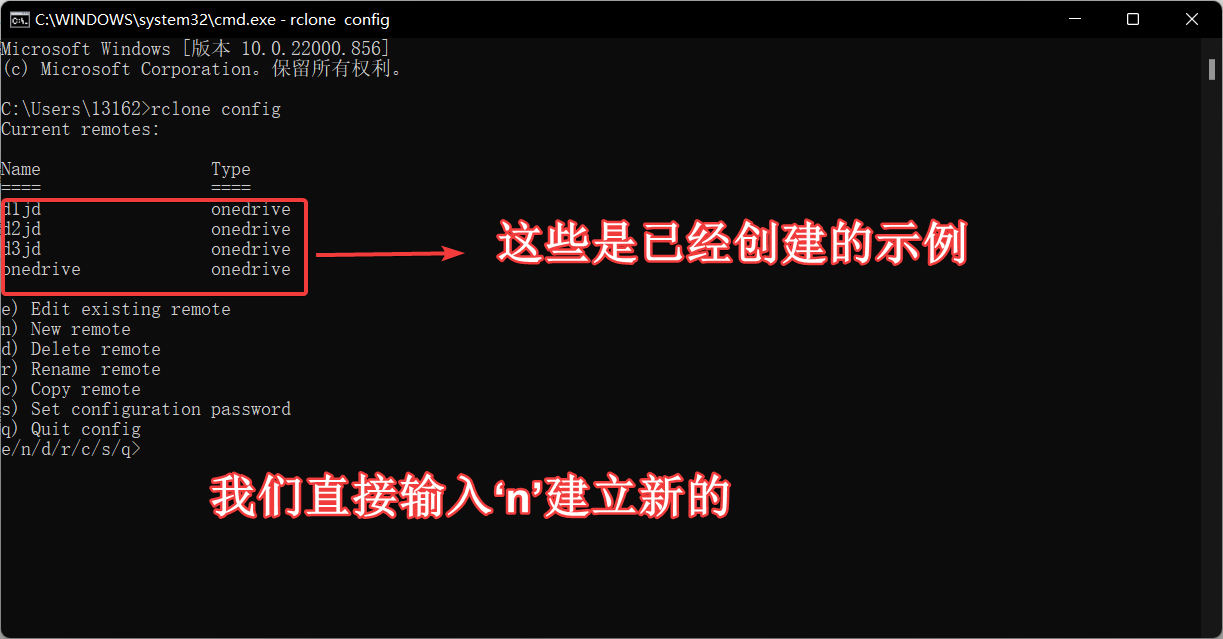 C:\WINDOWS\system32\cmd.exe - rclone  config
Microsoft Windows [版本 10.0.22000.856]
(c) Microsoft Corporation。保留所有权利。
C:\Users\13162>rclone config
Current remotes:
Name                 Type
====                 ====
d1jd                 onedrive
d2jd                 onedrive
d3jd                 onedrive
onedrive             onedrive
这些是已经创建的示例
e) Edit existing remote
n) New remote
d) Delete remote
r) Rename remote
c) Copy remote
s) Set configuration password
q) Quit config
e/n/d/r/c/s/q>
我们直接输入‘n’建立新的